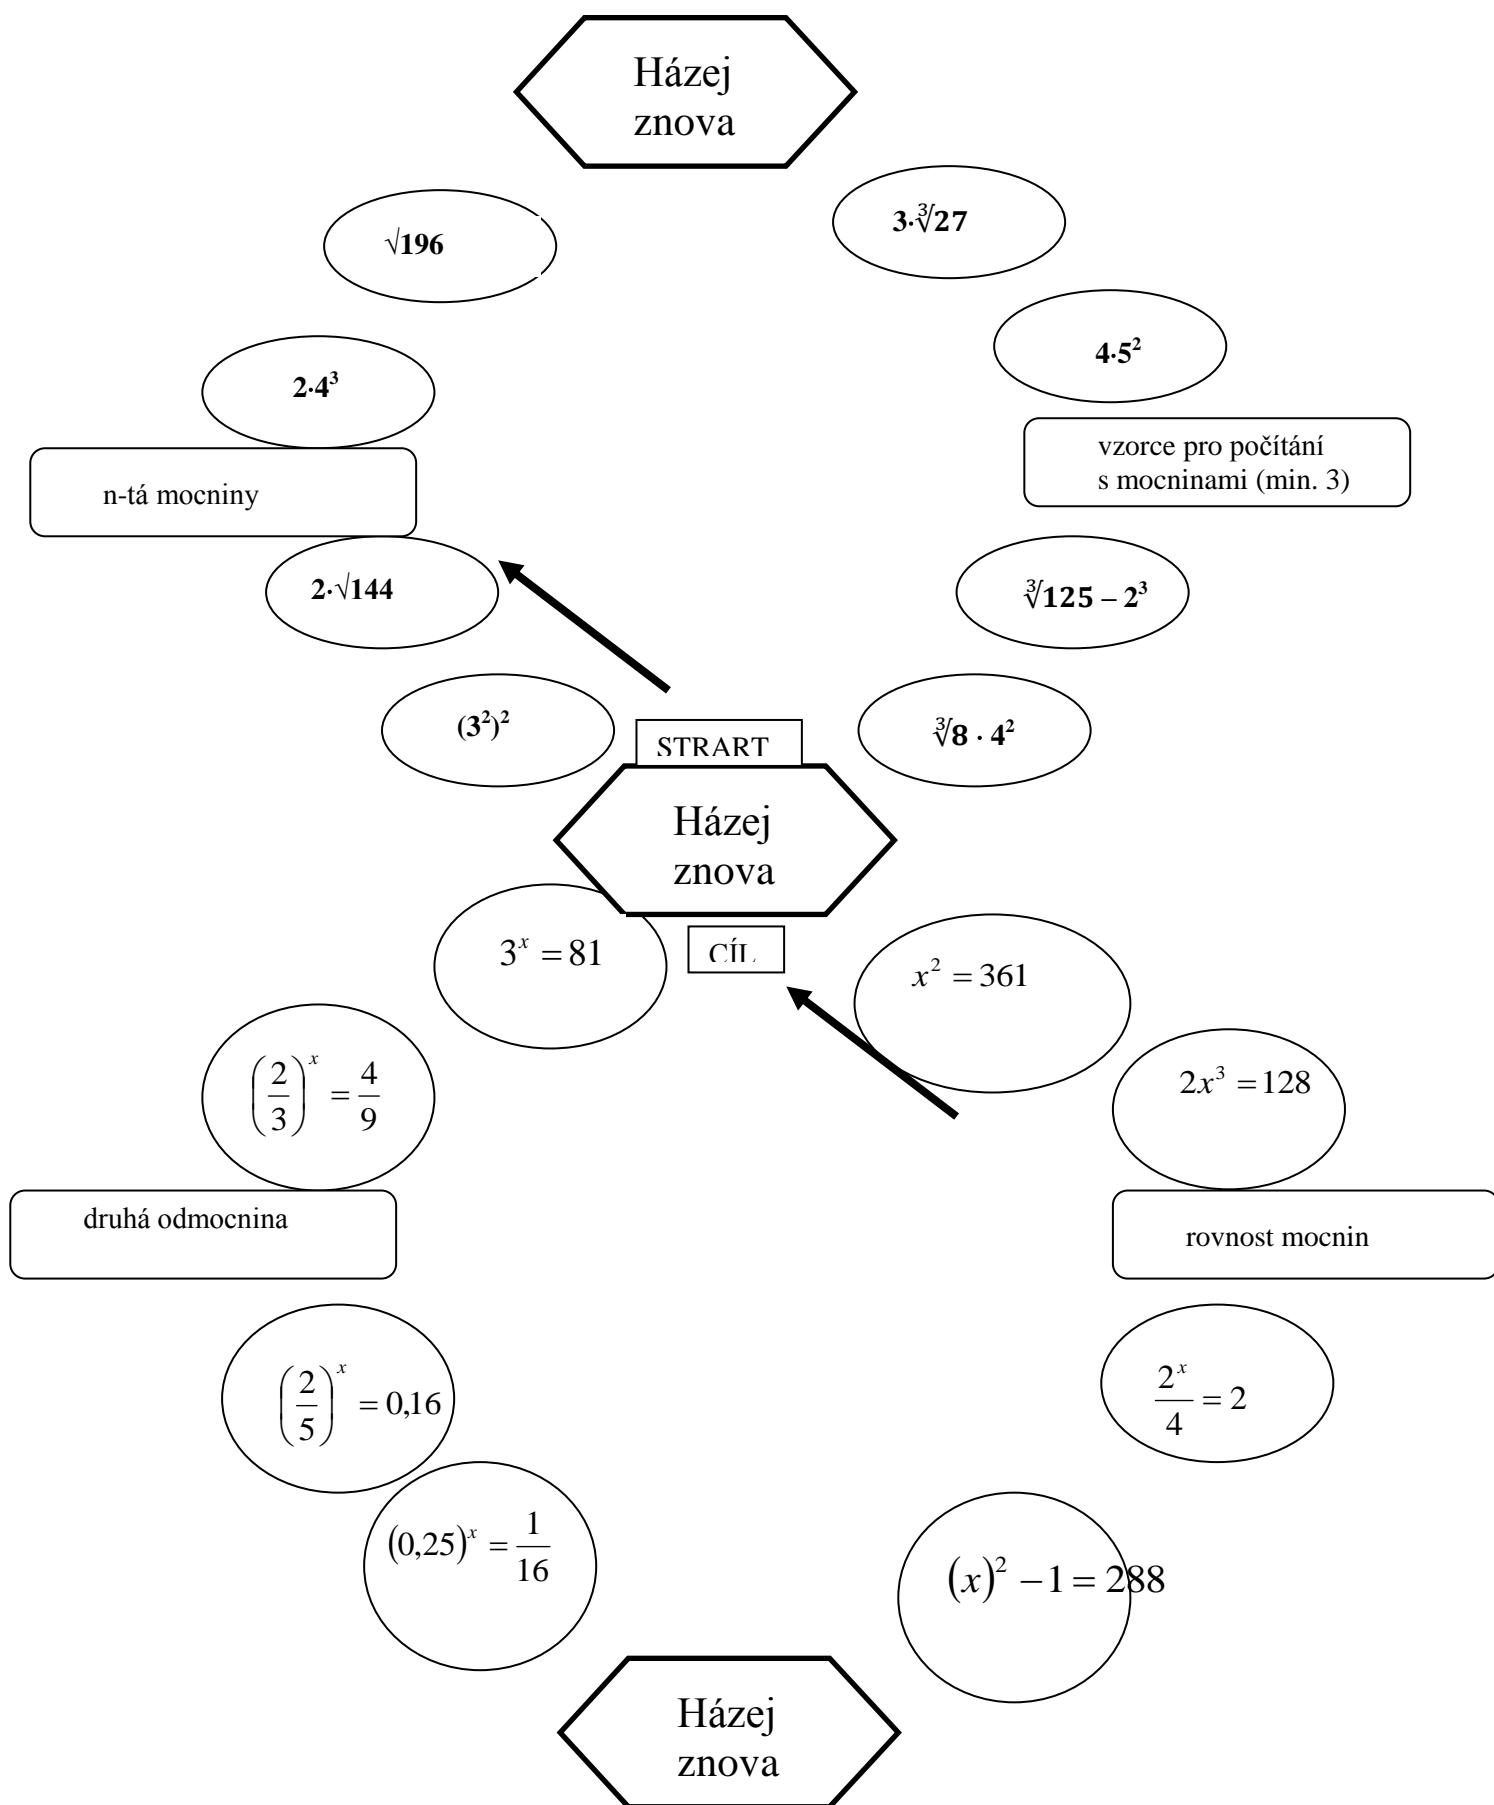 Házej
znova
√196
3·∛27
2·4³
4·5²
n-tá mocniny
vzorce pro počítání
s mocninami (min. 3)
2·√144
∛125 – 2³
(3²)²
STRART
∛8 · 4²
Házej
znova
3^x = 81
CÍL
x² = 361
(2/3)^x = 4/9
2x³ = 128
druhá odmocnina
rovnost mocnin
(2/5)^x = 0,16
2^x/4 = 2
(0,25)^x = 1/16
(x)² − 1 = 288
Házej
znova